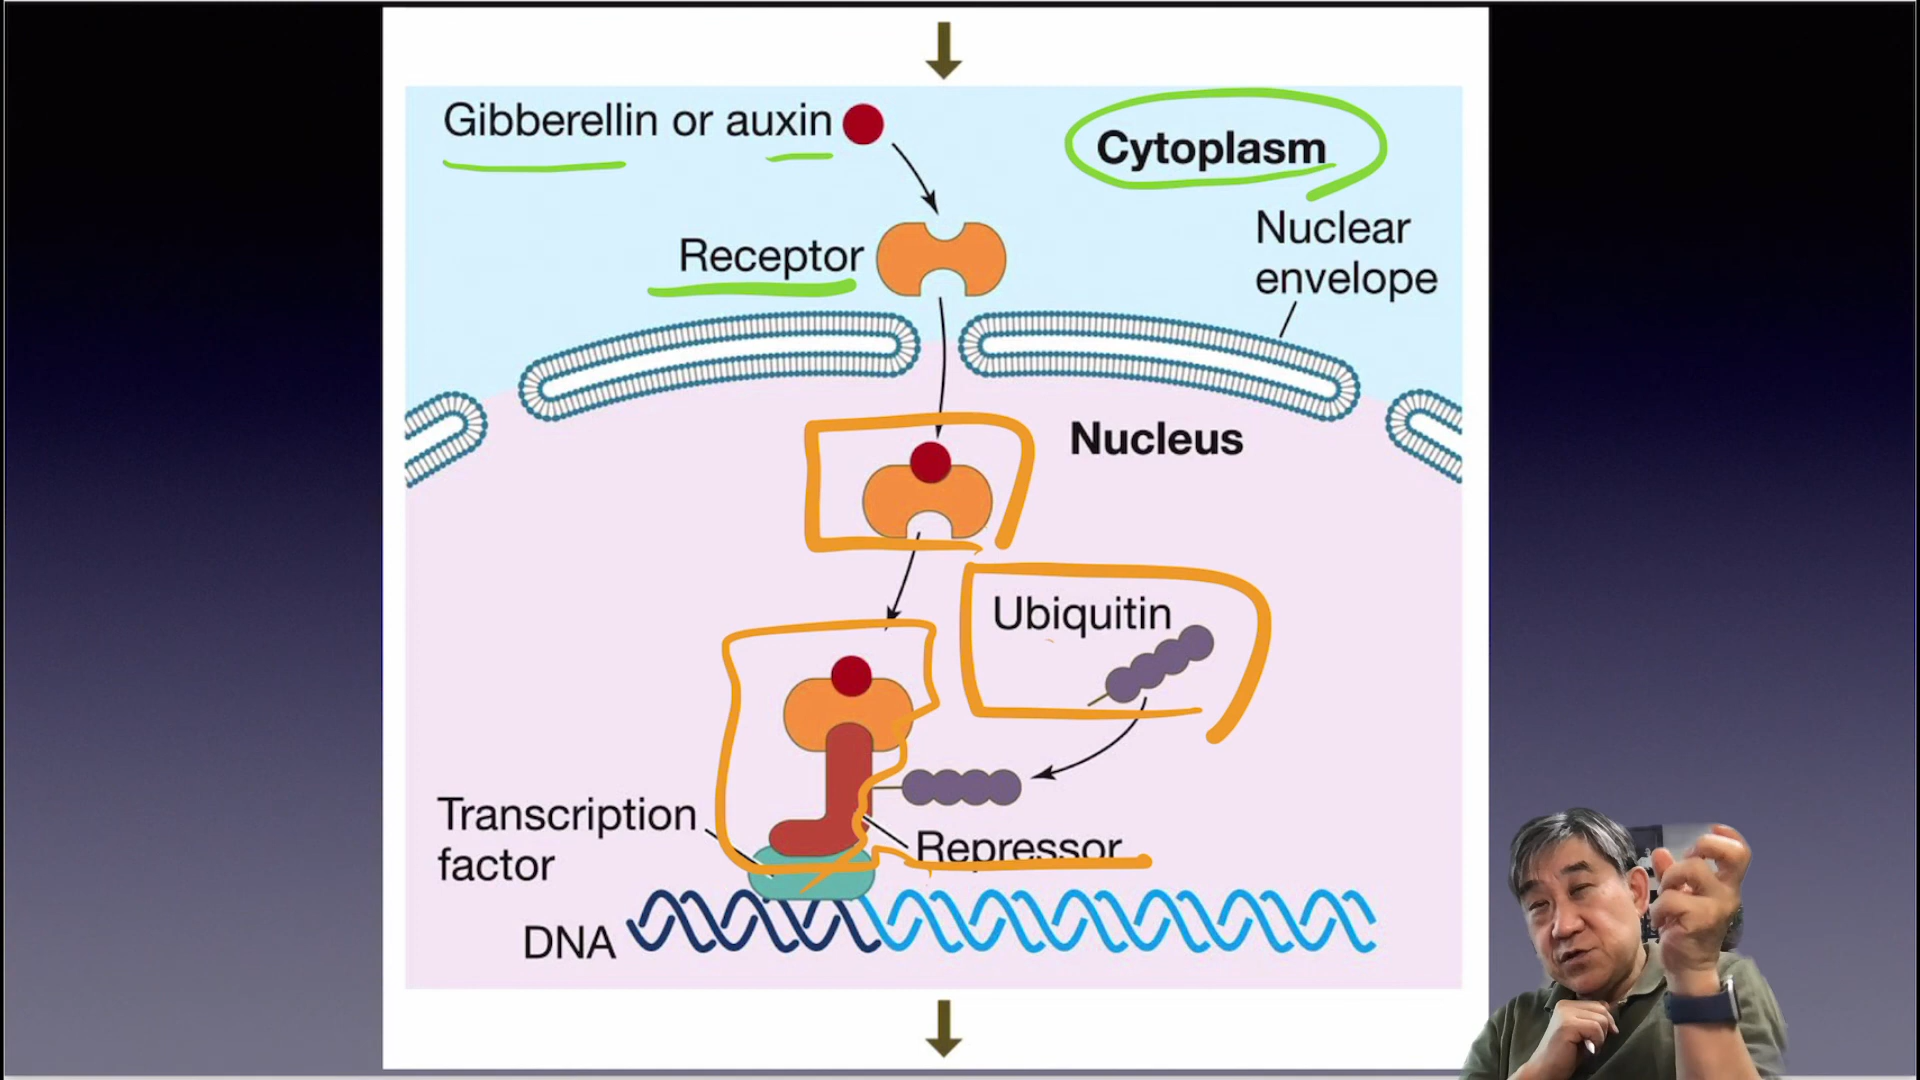 Gibberellin or auxin
Cytoplasm
Nuclear
envelope
Receptor
Nucleus
Ubiquitin
Transcription
factor
Repressor
DNA